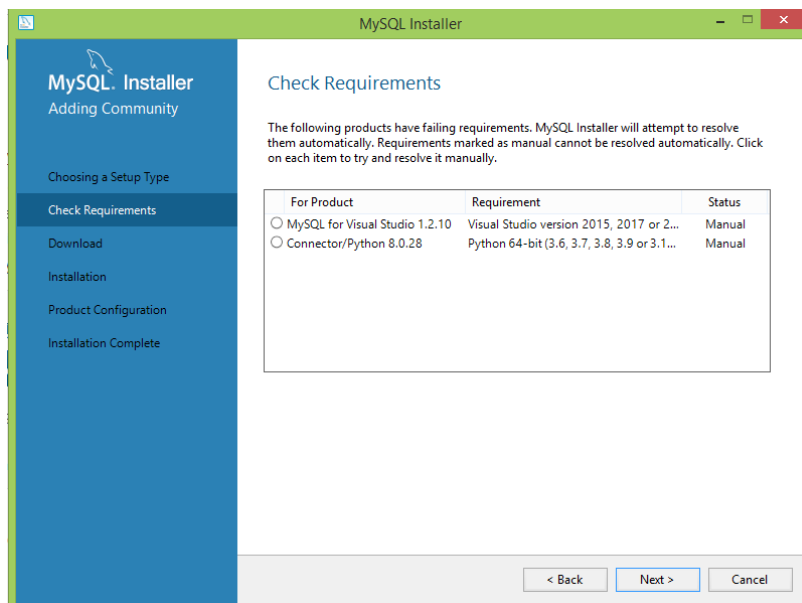 MySQL Installer
MySQL. Installer
Adding Community
Choosing a Setup Type
Check Requirements
Download
Installation
Product Configuration
Installation Complete
Check Requirements
The following products have failing requirements. MySQL Installer will attempt to resolve
them automatically. Requirements marked as manual cannot be resolved automatically. Click
on each item to try and resolve it manually.
For Product Requirement Status
MySQL for Visual Studio 1.2.10 Visual Studio version 2015, 2017 or 2... Manual
Connector/Python 8.0.28 Python 64-bit (3.6, 3.7, 3.8, 3.9 or 3.1... Manual
< Back Next > Cancel